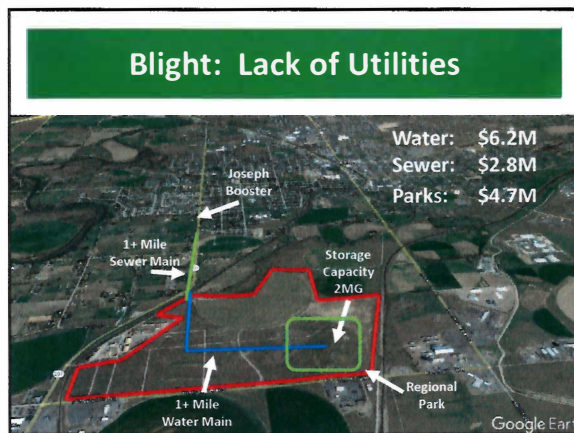 Blight: Lack of Utilities
Water: $6.2M
Sewer: $2.8M
Parks: $4.7M
Joseph
Booster
1+ Mile
Sewer Main
Storage
Capacity
2MG
1+ Mile
Water Main
Regional
Park
Google Eart